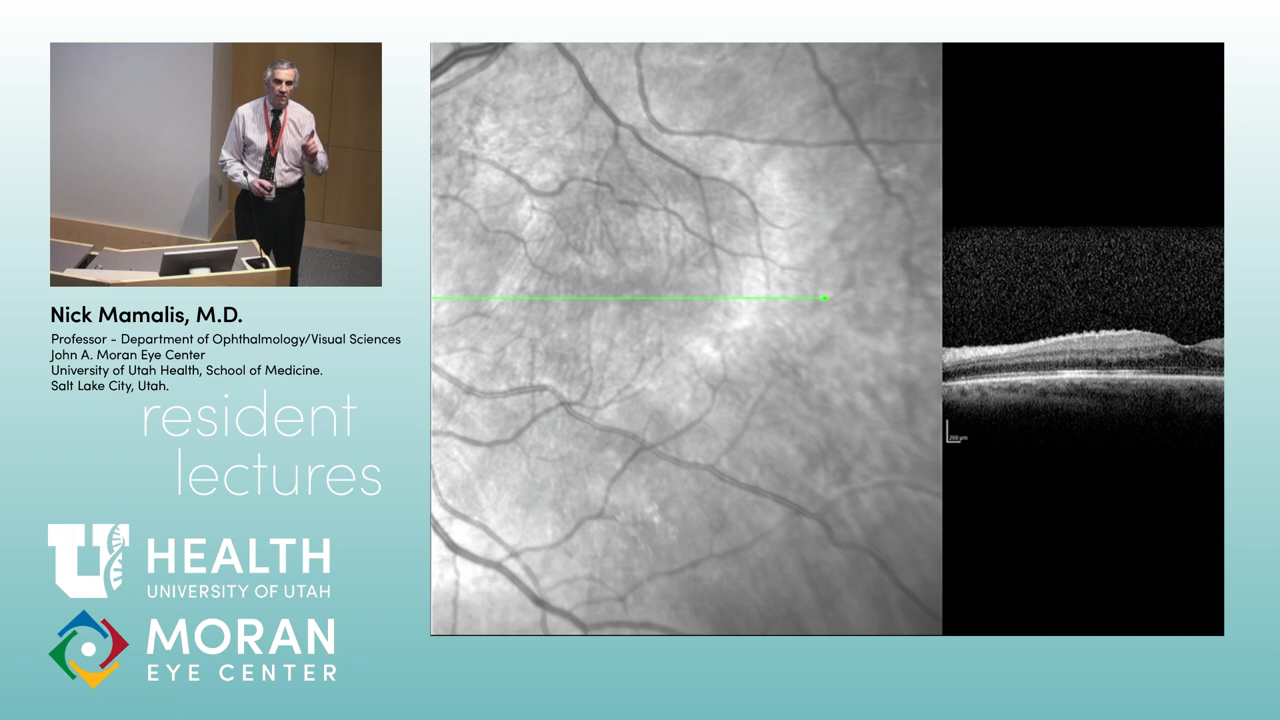 Nick Mamalis, M.D.
Professor - Department of Ophthalmology/Visual Sciences
John A. Moran Eye Center
University of Utah Health, School of Medicine.
Salt Lake City, Utah.
resident
lectures
U HEALTH
UNIVERSITY OF UTAH
MORAN
EYE CENTER
200 µm